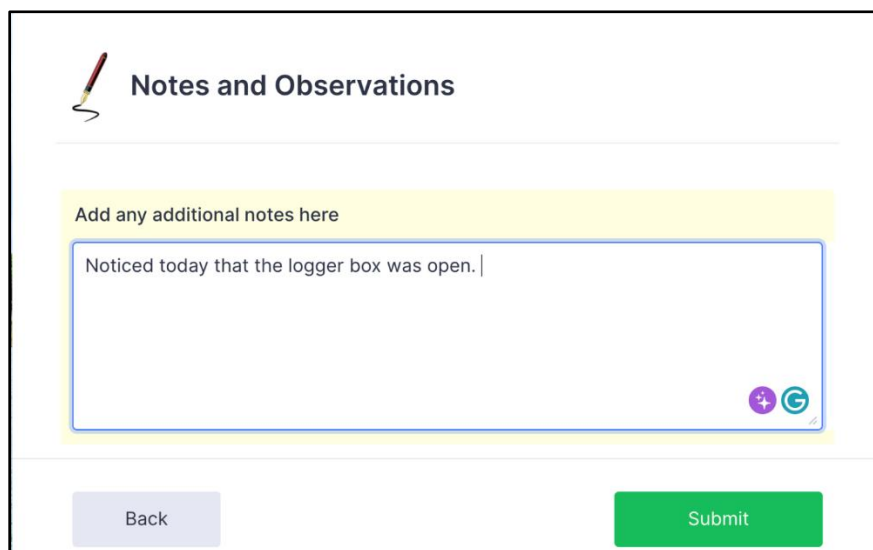 Notes and Observations
Add any additional notes here
Noticed today that the logger box was open.
Back
Submit